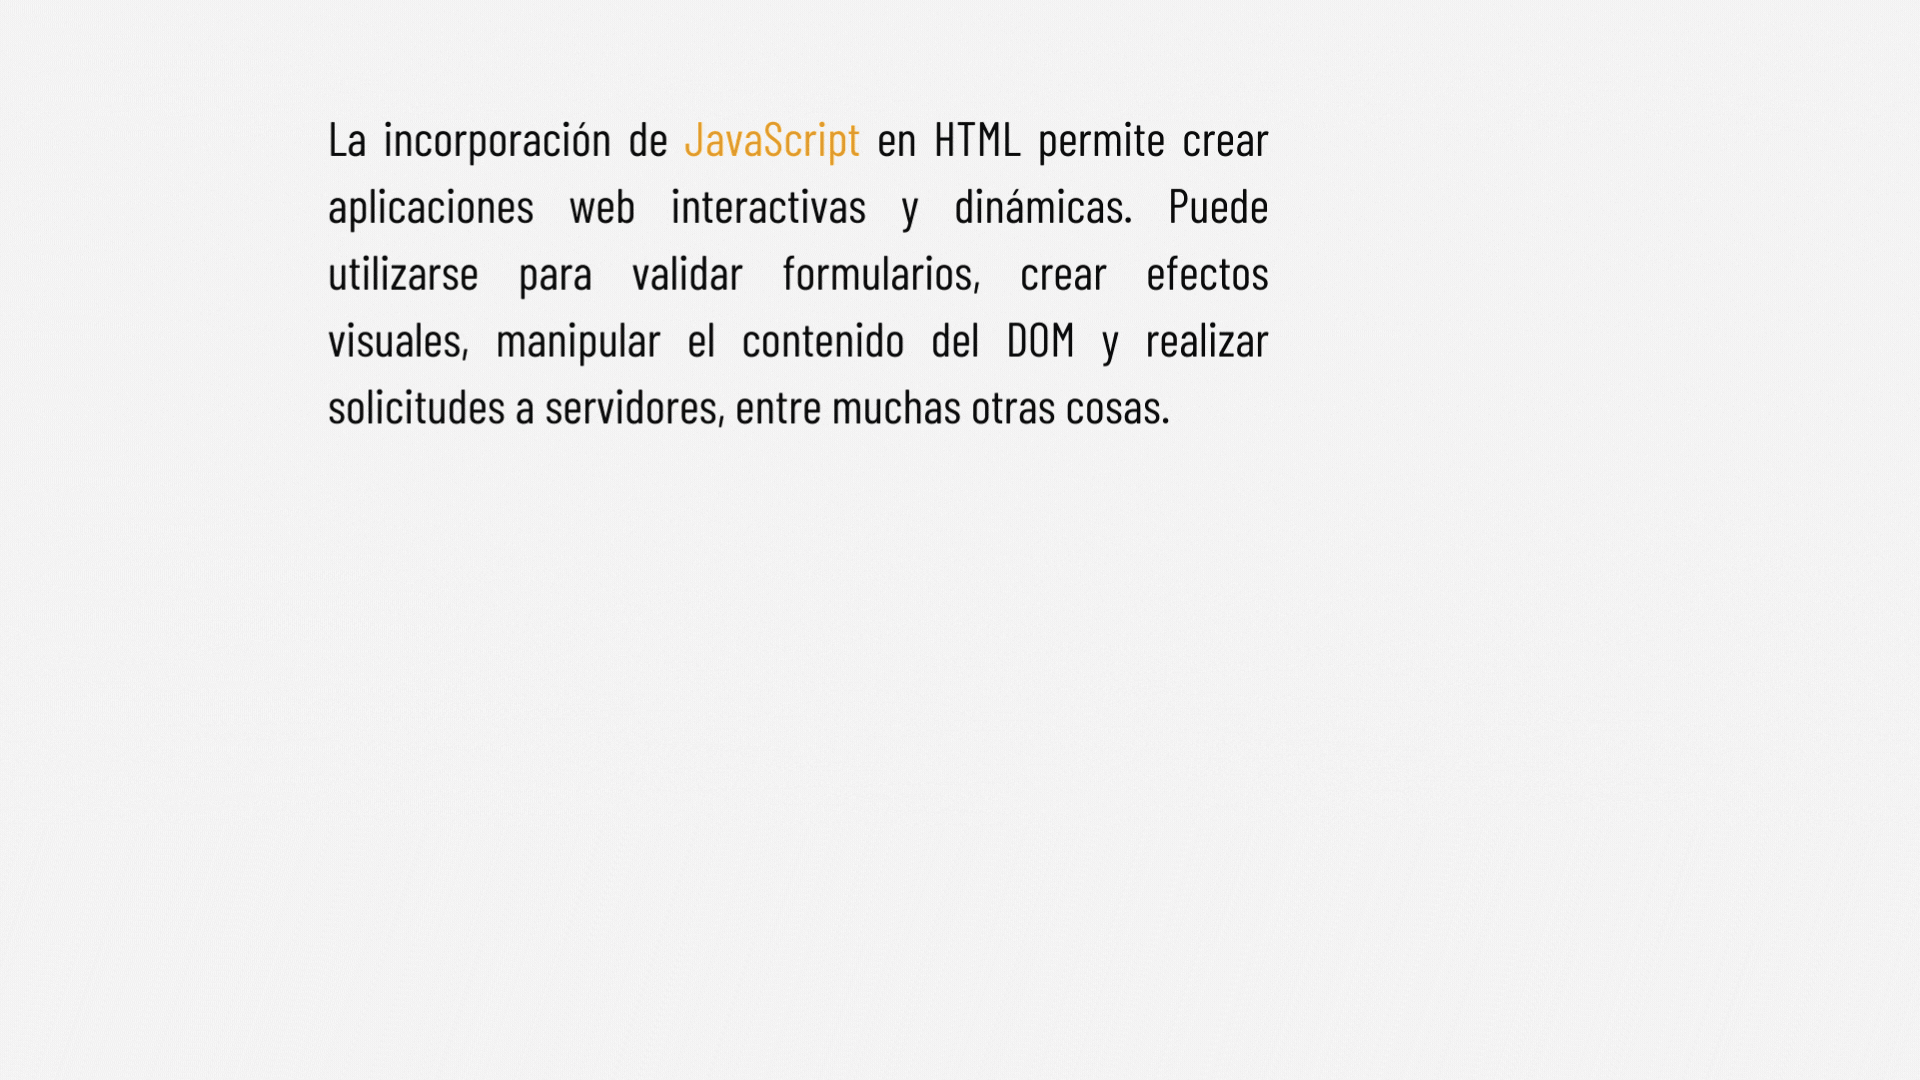 La incorporación de JavaScript en HTML permite crear
aplicaciones web interactivas y dinámicas. Puede
utilizarse para validar formularios, crear efectos
visuales, manipular el contenido del DOM y realizar
solicitudes a servidores, entre muchas otras cosas.